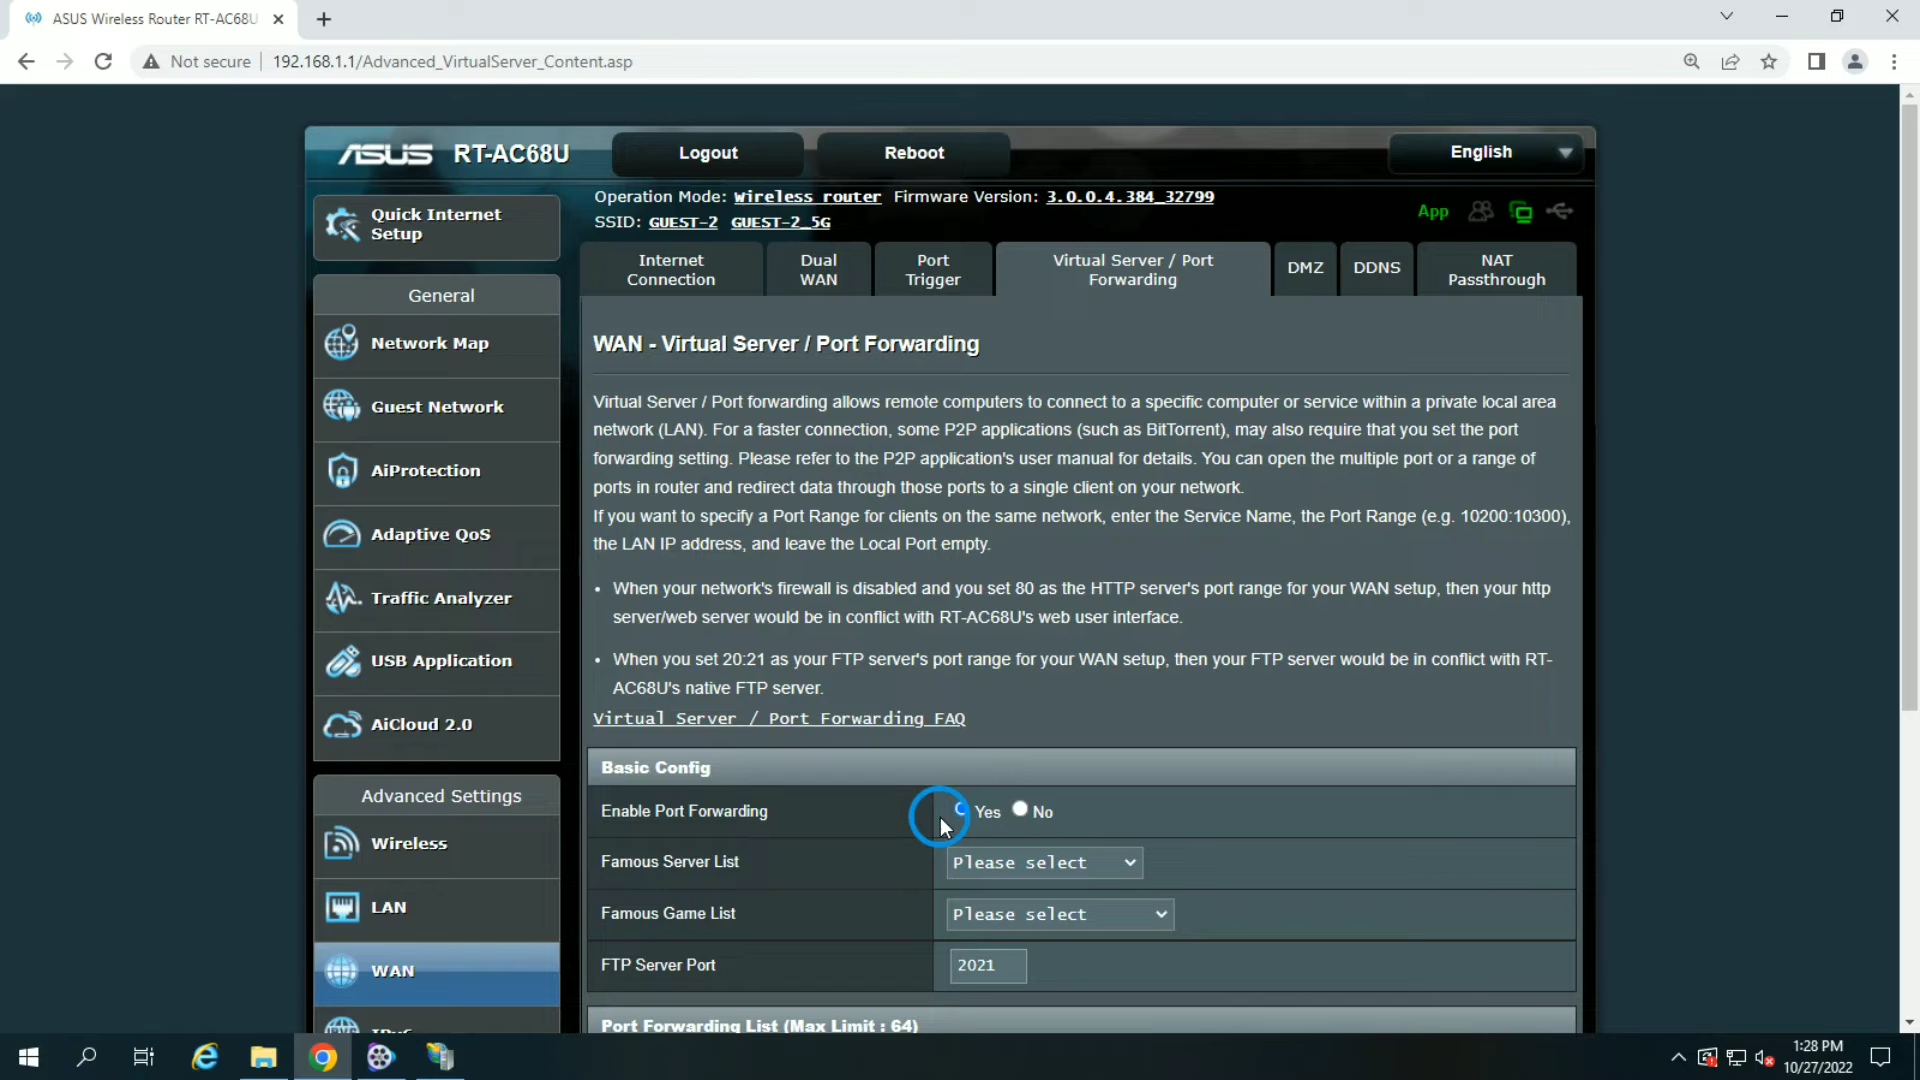 ASUS Wireless Router RT-AC68U
Not secure
192.168.1.1/Advanced_VirtualServer_Content.asp
ASUS RT-AC68U
Logout
Reboot
English
Operation Mode: Wireless router Firmware Version: 3.0.0.4.384_32799
SSID: GUEST-2 GUEST-2_5G
App
Quick Internet
Setup
General
Network Map
Guest Network
AiProtection
Adaptive QoS
Traffic Analyzer
USB Application
AiCloud 2.0
Advanced Settings
Wireless
LAN
WAN
Internet
Connection
Dual
WAN
Port
Trigger
Virtual Server / Port
Forwarding
DMZ
DDNS
NAT
Passthrough
WAN - Virtual Server / Port Forwarding
Virtual Server / Port forwarding allows remote computers to connect to a specific computer or service within a private local area
network (LAN). For a faster connection, some P2P applications (such as BitTorrent), may also require that you set the port
forwarding setting. Please refer to the P2P application's user manual for details. You can open the multiple port or a range of
ports in router and redirect data through those ports to a single client on your network.
If you want to specify a Port Range for clients on the same network, enter the Service Name, the Port Range (e.g. 10200:10300),
the LAN IP address, and leave the Local Port empty.
• When your network's firewall is disabled and you set 80 as the HTTP server's port range for your WAN setup, then your http
server/web server would be in conflict with RT-AC68U's web user interface.
• When you set 20:21 as your FTP server's port range for your WAN setup, then your FTP server would be in conflict with RT-
AC68U's native FTP server.
Virtual Server / Port Forwarding FAQ
Basic Config
Enable Port Forwarding
Yes No
Famous Server List
Please select
Famous Game List
Please select
FTP Server Port
2021
Port Forwarding List (Max Limit : 64)
1:28 PM
10/27/2022